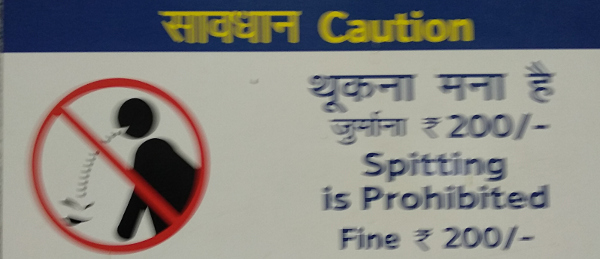 सावधान Caution
थूकना मना है
जुर्माना ₹ 200/-
Spitting
is Prohibited
Fine ₹ 200/-